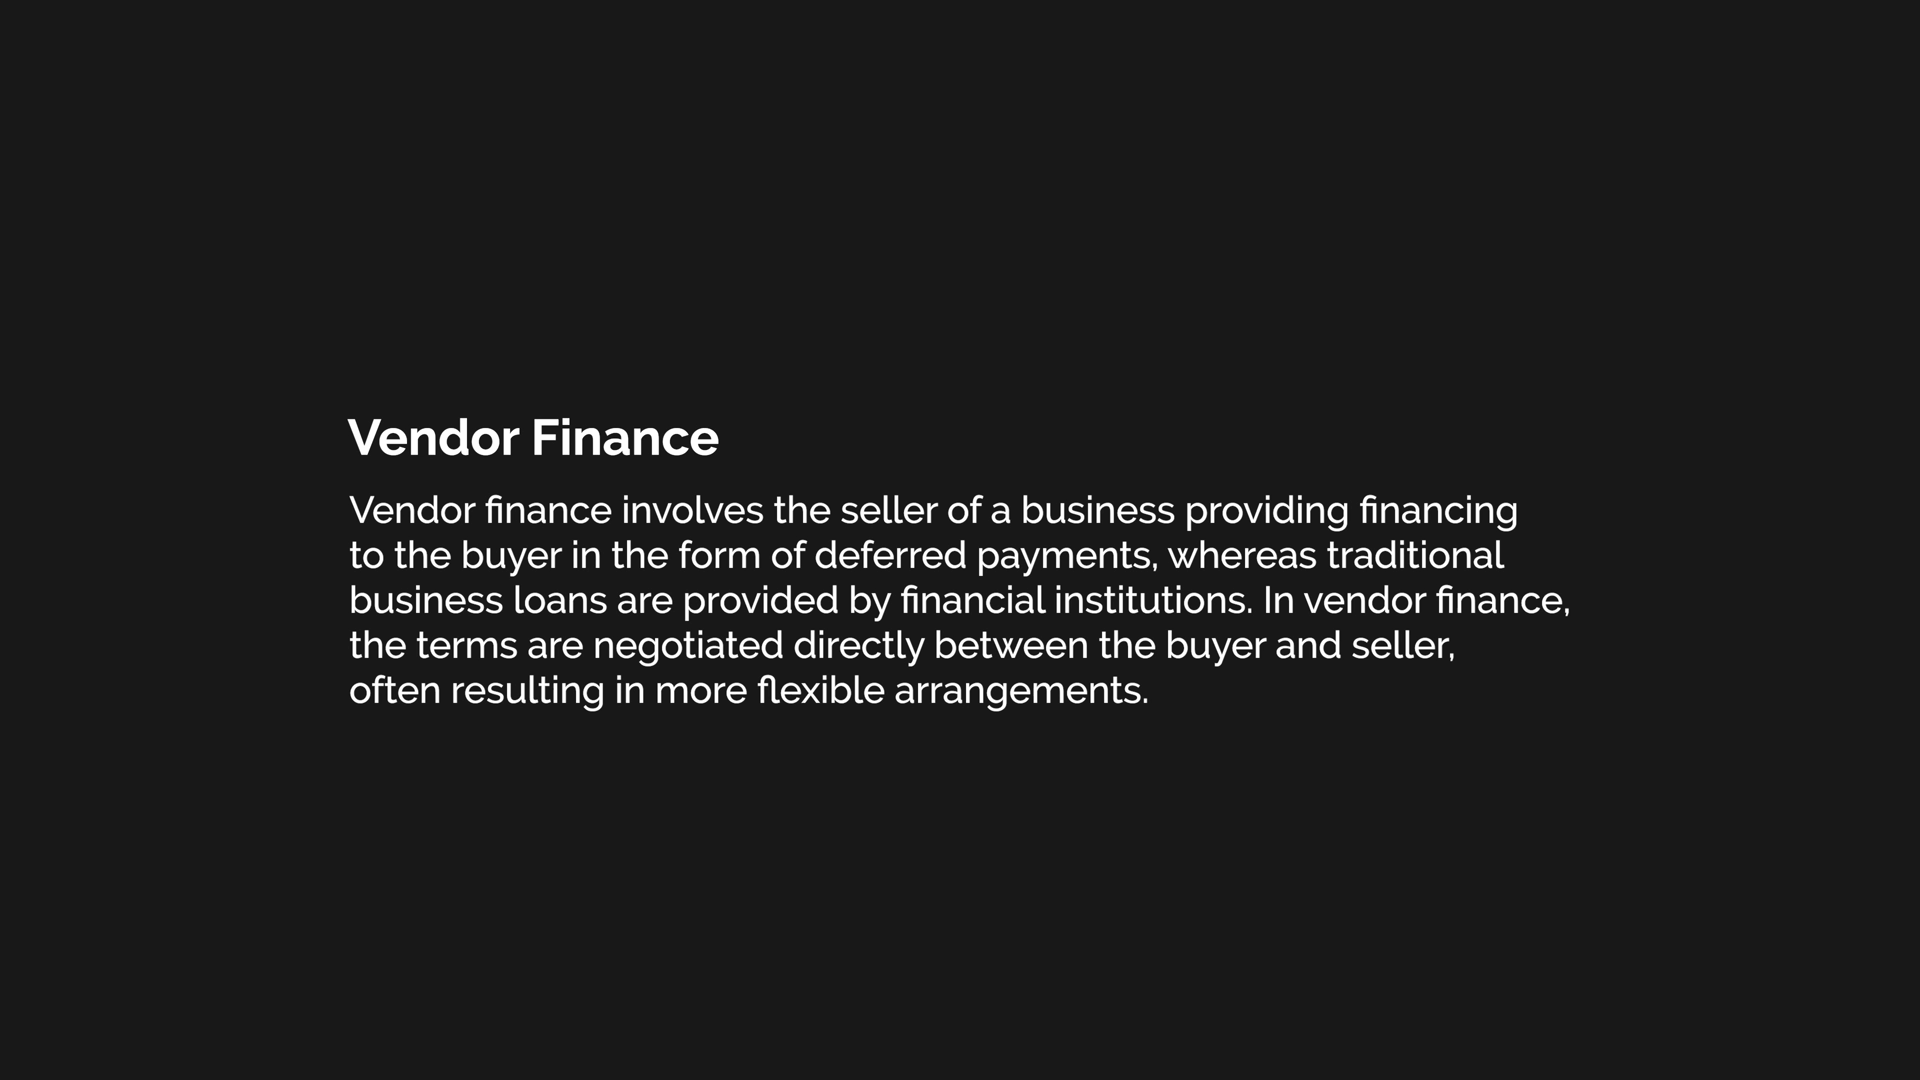 Vendor Finance
Vendor finance involves the seller of a business providing financing
to the buyer in the form of deferred payments, whereas traditional
business loans are provided by financial institutions. In vendor finance,
the terms are negotiated directly between the buyer and seller,
often resulting in more flexible arrangements.